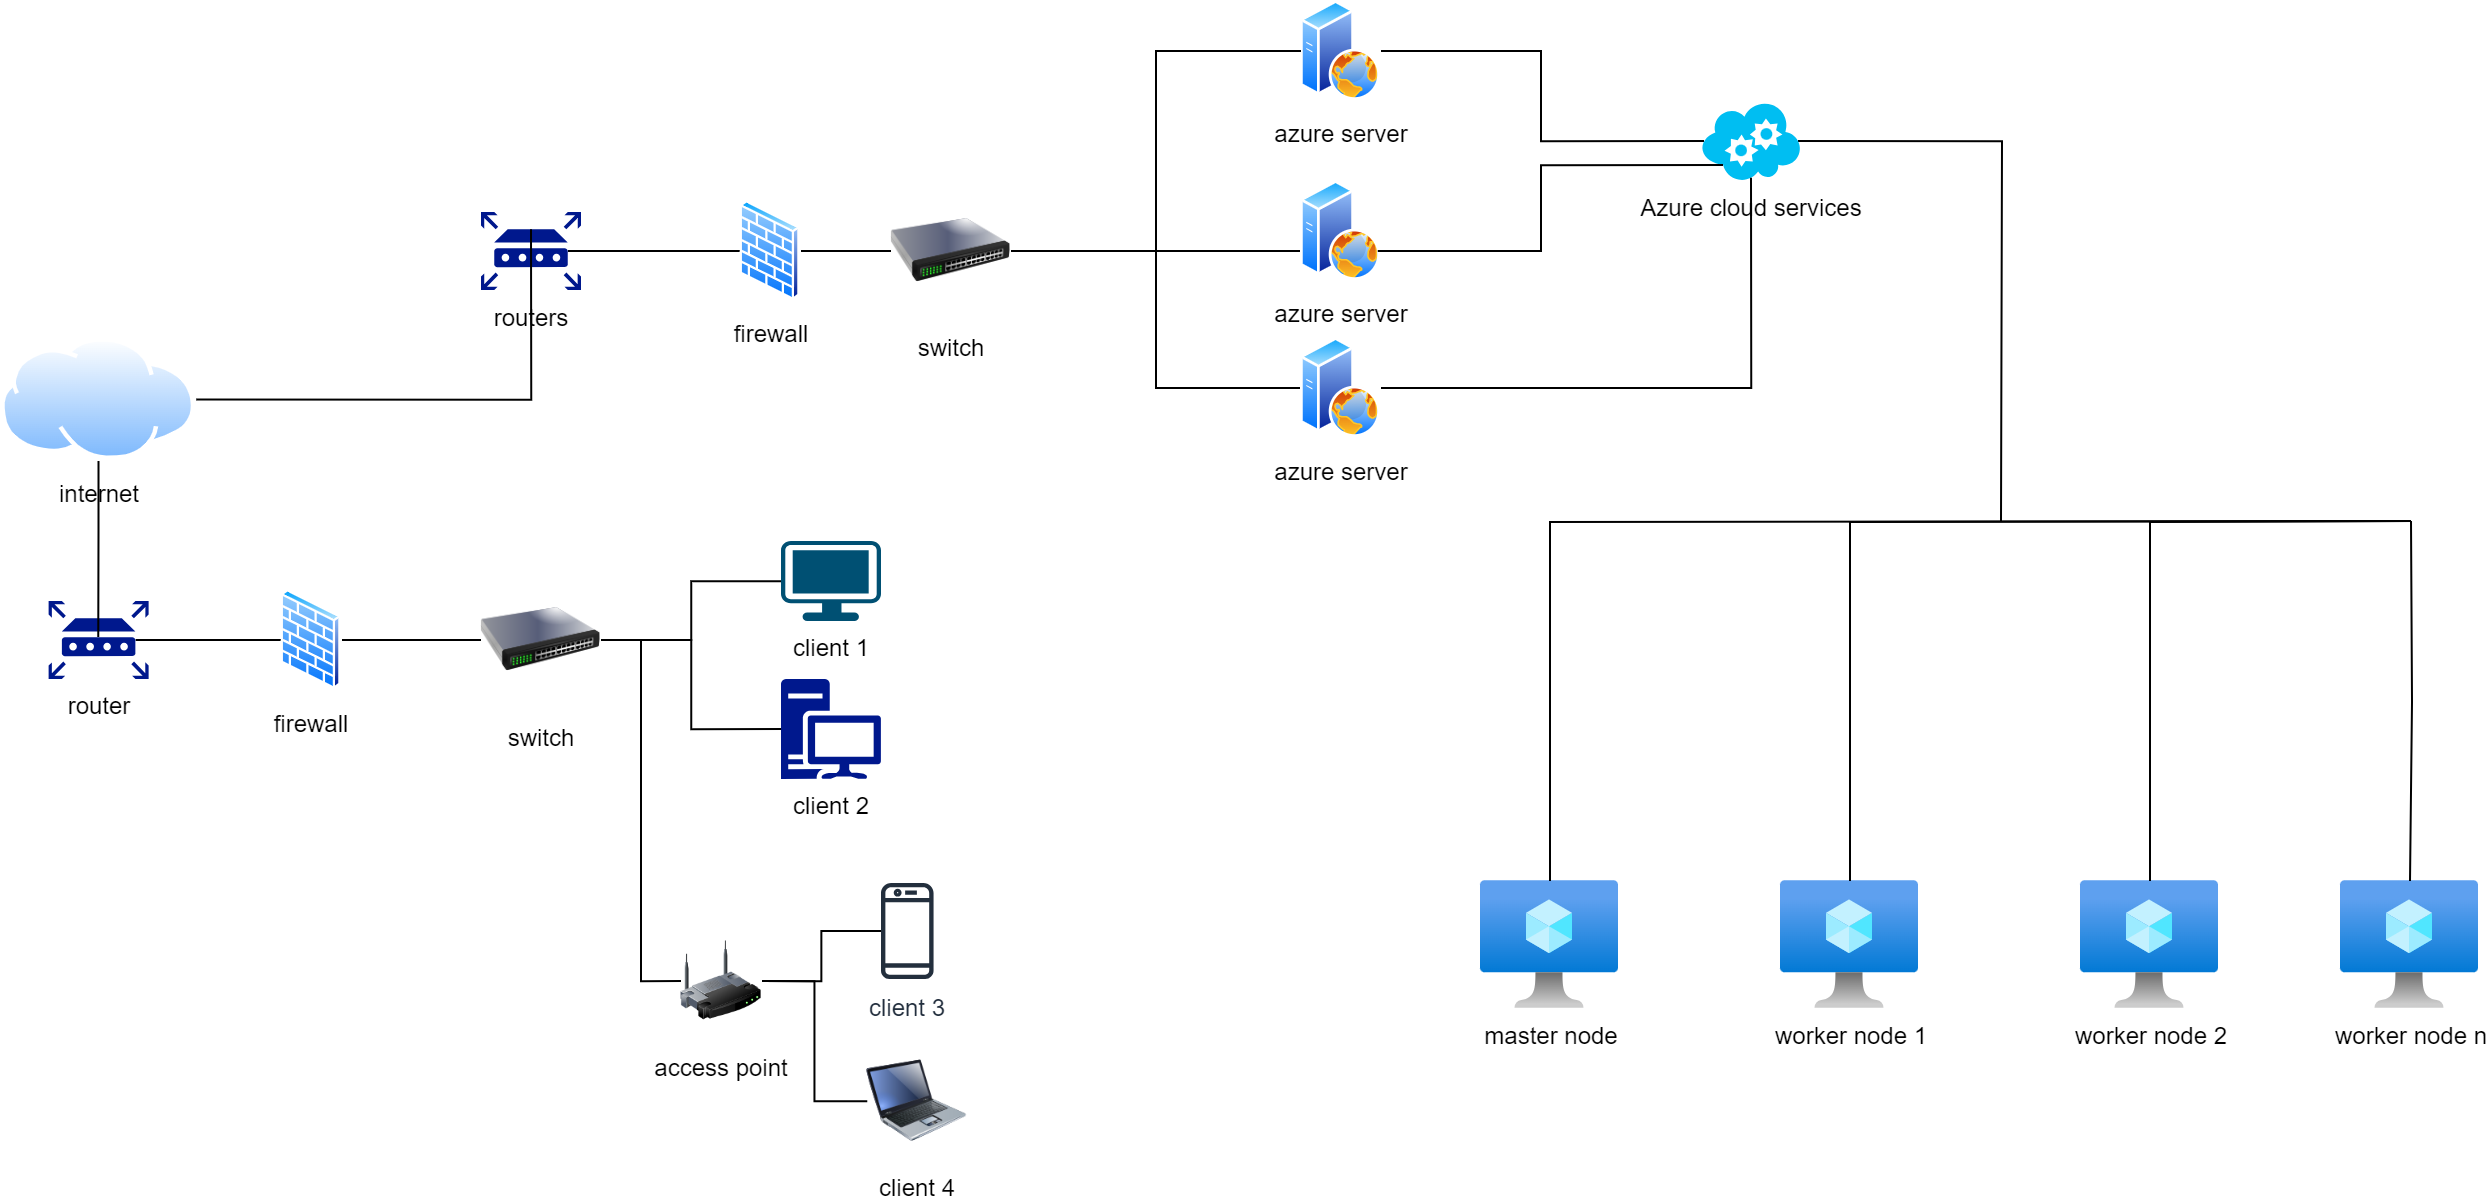 azure server
Azure cloud services
routers
firewall
switch
azure server
azure server
internet
client 1
router
firewall
switch
client 2
client 3
access point
client 4
master node
worker node 1
worker node 2
worker node n